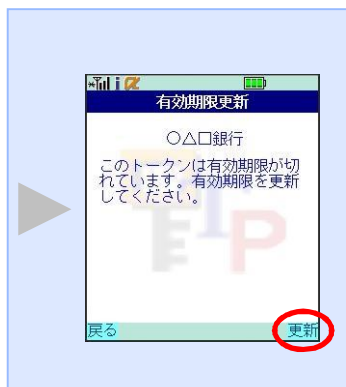 有効期限更新
○△□銀行
このトークンは有効期限が切
れています。有効期限を更新
してください。
戻る
更新